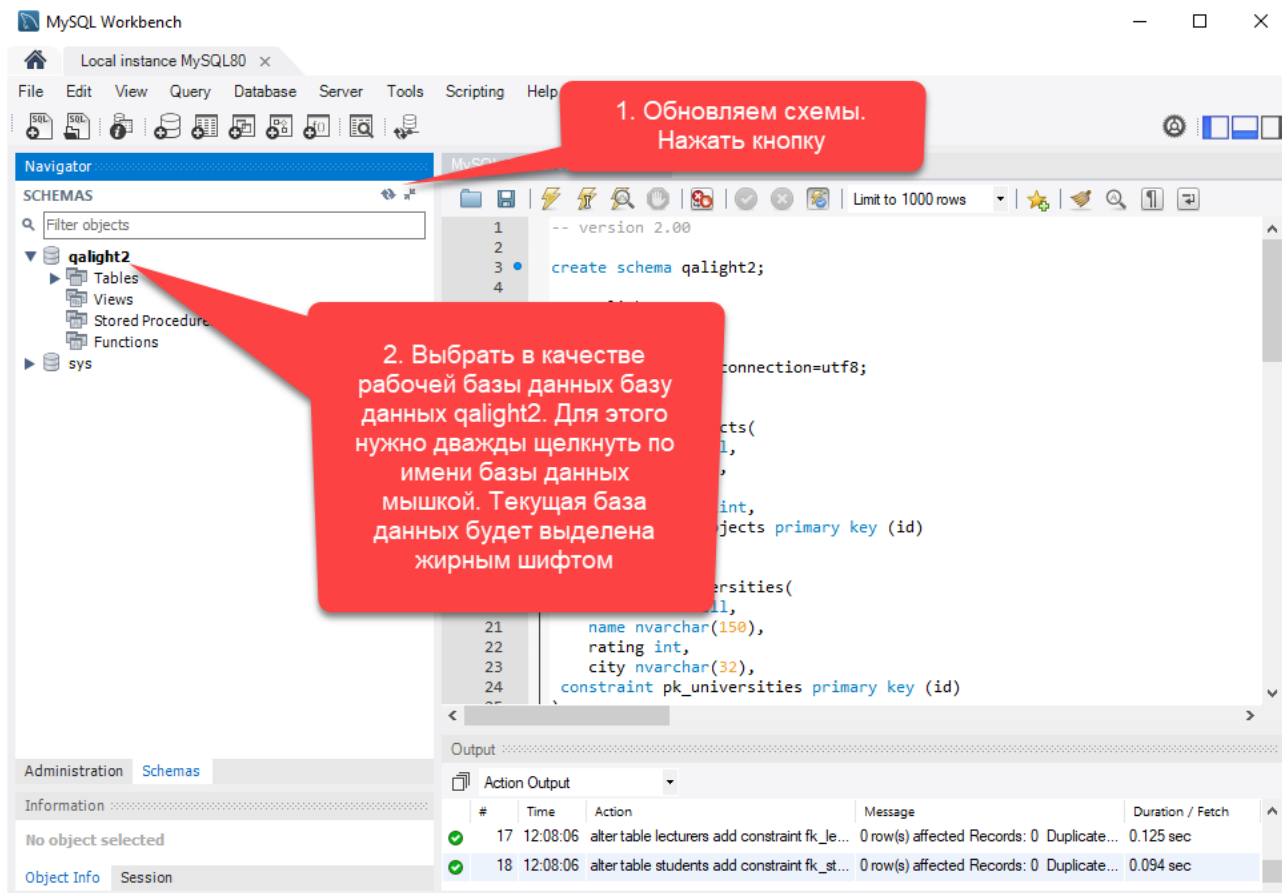 MySQL Workbench
Local instance MySQL80 ×
File Edit View Query Database Server Tools Scripting Help
1. Обновляем схемы.
Нажать кнопку
Navigator
SCHEMAS
Filter objects
qalight2
Tables
Views
Stored Procedure
Functions
sys
2. Выбрать в качестве
рабочей базы данных базу
данных qalight2. Для этого
нужно дважды щелкнуть по
имени базы данных
мышкой. Текущая база
данных будет выделена
жирным шифтом
Limit to 1000 rows
1 -- version 2.00
2
3 create schema qalight2;
4
connection=utf8;
cts(
int,
jects primary key (id)
ersities(
21 name nvarchar(150),
22 rating int,
23 city nvarchar(32),
24 constraint pk_universities primary key (id)
Administration Schemas
Information
No object selected
Object Info Session
Output
Action Output
# Time Action Message Duration / Fetch
17 12:08:06 alter table lecturers add constraint fk_le... 0 row(s) affected Records: 0 Duplicate... 0.125 sec
18 12:08:06 alter table students add constraint fk_st... 0 row(s) affected Records: 0 Duplicate... 0.094 sec